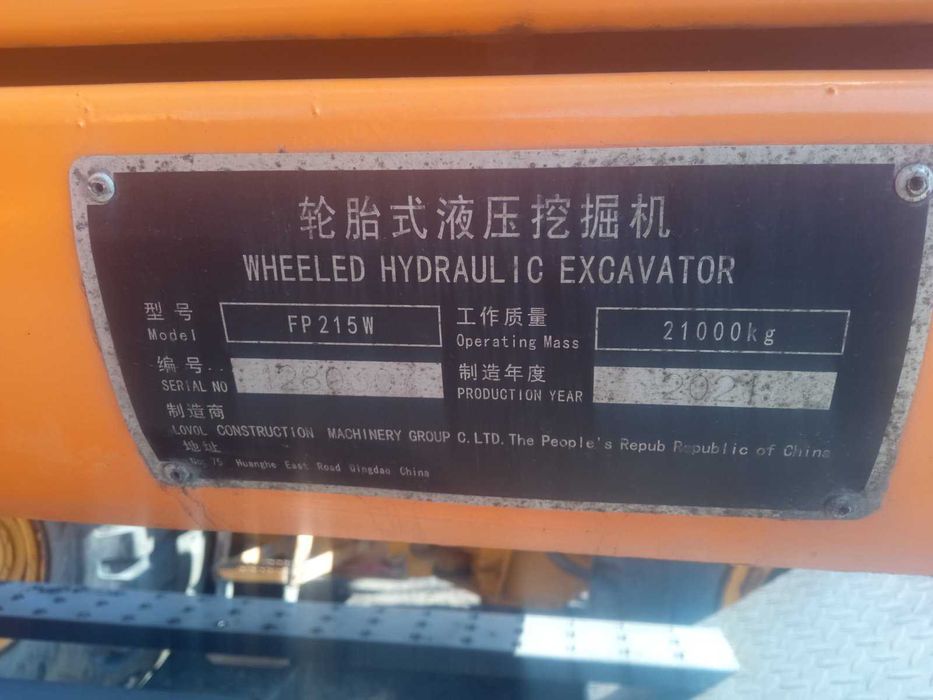 轮胎式液压挖掘机
WHEELED HYDRAULIC EXCAVATOR
型号 FP215W 工作质量 21000kg
Model Operating Mass
编号 制造年度 2021
SERIAL NO PRODUCTION YEAR
制造商
LOVOL CONSTRUCTION MACHINERY GROUP C.LTD. The People's Repub Republic of China
地址
75 Huanghe East Road Qingdao China